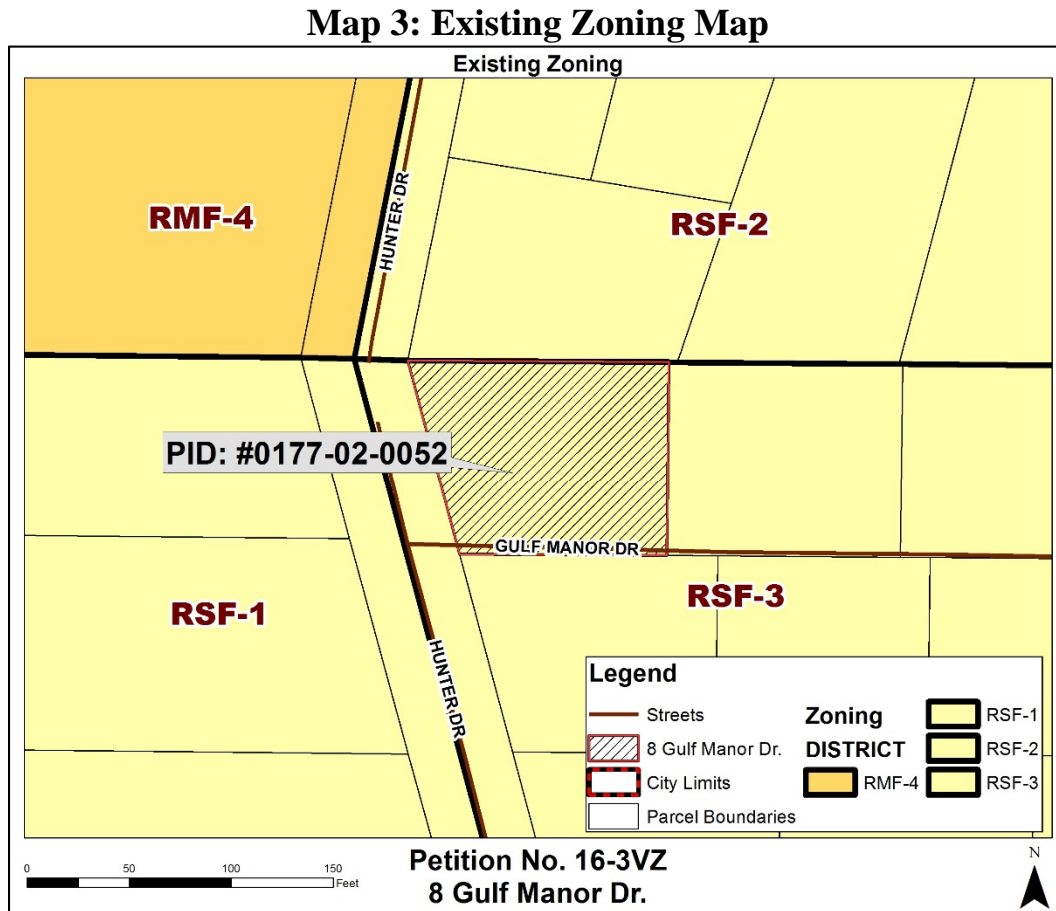 Map 3: Existing Zoning Map
Existing Zoning
RMF-4
HUNTER DR
RSF-2
PID: #0177-02-0052
GULF MANOR DR
RSF-1
RSF-3
HUNTER DR
Legend
Streets
8 Gulf Manor Dr.
City Limits
Parcel Boundaries
Zoning
DISTRICT
RMF-4
RSF-1
RSF-2
RSF-3
0 50 100 150
Feet
Petition No. 16-3VZ
8 Gulf Manor Dr.
N